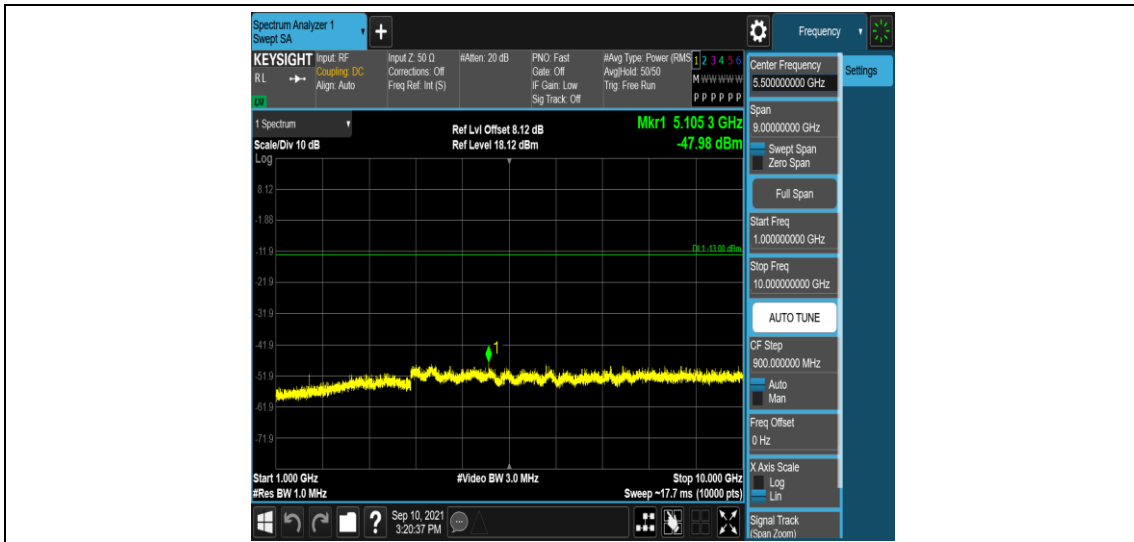 Spectrum Analyzer 1
Swept SA
+
Frequency
KEYSIGHT
RL
LXI
Input: RF
Coupling: DC
Align: Auto
Input Z: 50 Ω
Corrections: Off
Freq Ref: Int (S)
#Atten: 20 dB
PNO: Fast
Gate: Off
IF Gain: Low
Sig Track: Off
#Avg Type: Power (RMS
Avg|Hold: 50/50
Trig: Free Run
1 2 3 4 5 6
M W W W W W
P P P P P P
1 Spectrum
Scale/Div 10 dB
Log
Ref Lvl Offset 8.12 dB
Ref Level 18.12 dBm
Mkr1 5.105 3 GHz
-47.98 dBm
8.12
-1.88
-11.9
DL1 -13.00 dBm
-21.9
-31.9
-41.9
1
-51.9
-61.9
-71.9
Start 1.000 GHz
#Res BW 1.0 MHz
#Video BW 3.0 MHz
Stop 10.000 GHz
Sweep ~17.7 ms (10000 pts)
?
Sep 10, 2021
3:20:37 PM
Center Frequency
5.500000000 GHz
Settings
Span
9.00000000 GHz
Swept Span
Zero Span
Full Span
Start Freq
1.000000000 GHz
Stop Freq
10.000000000 GHz
AUTO TUNE
CF Step
900.000000 MHz
Auto
Man
Freq Offset
0 Hz
X Axis Scale
Log
Lin
Signal Track
(Span Zoom)